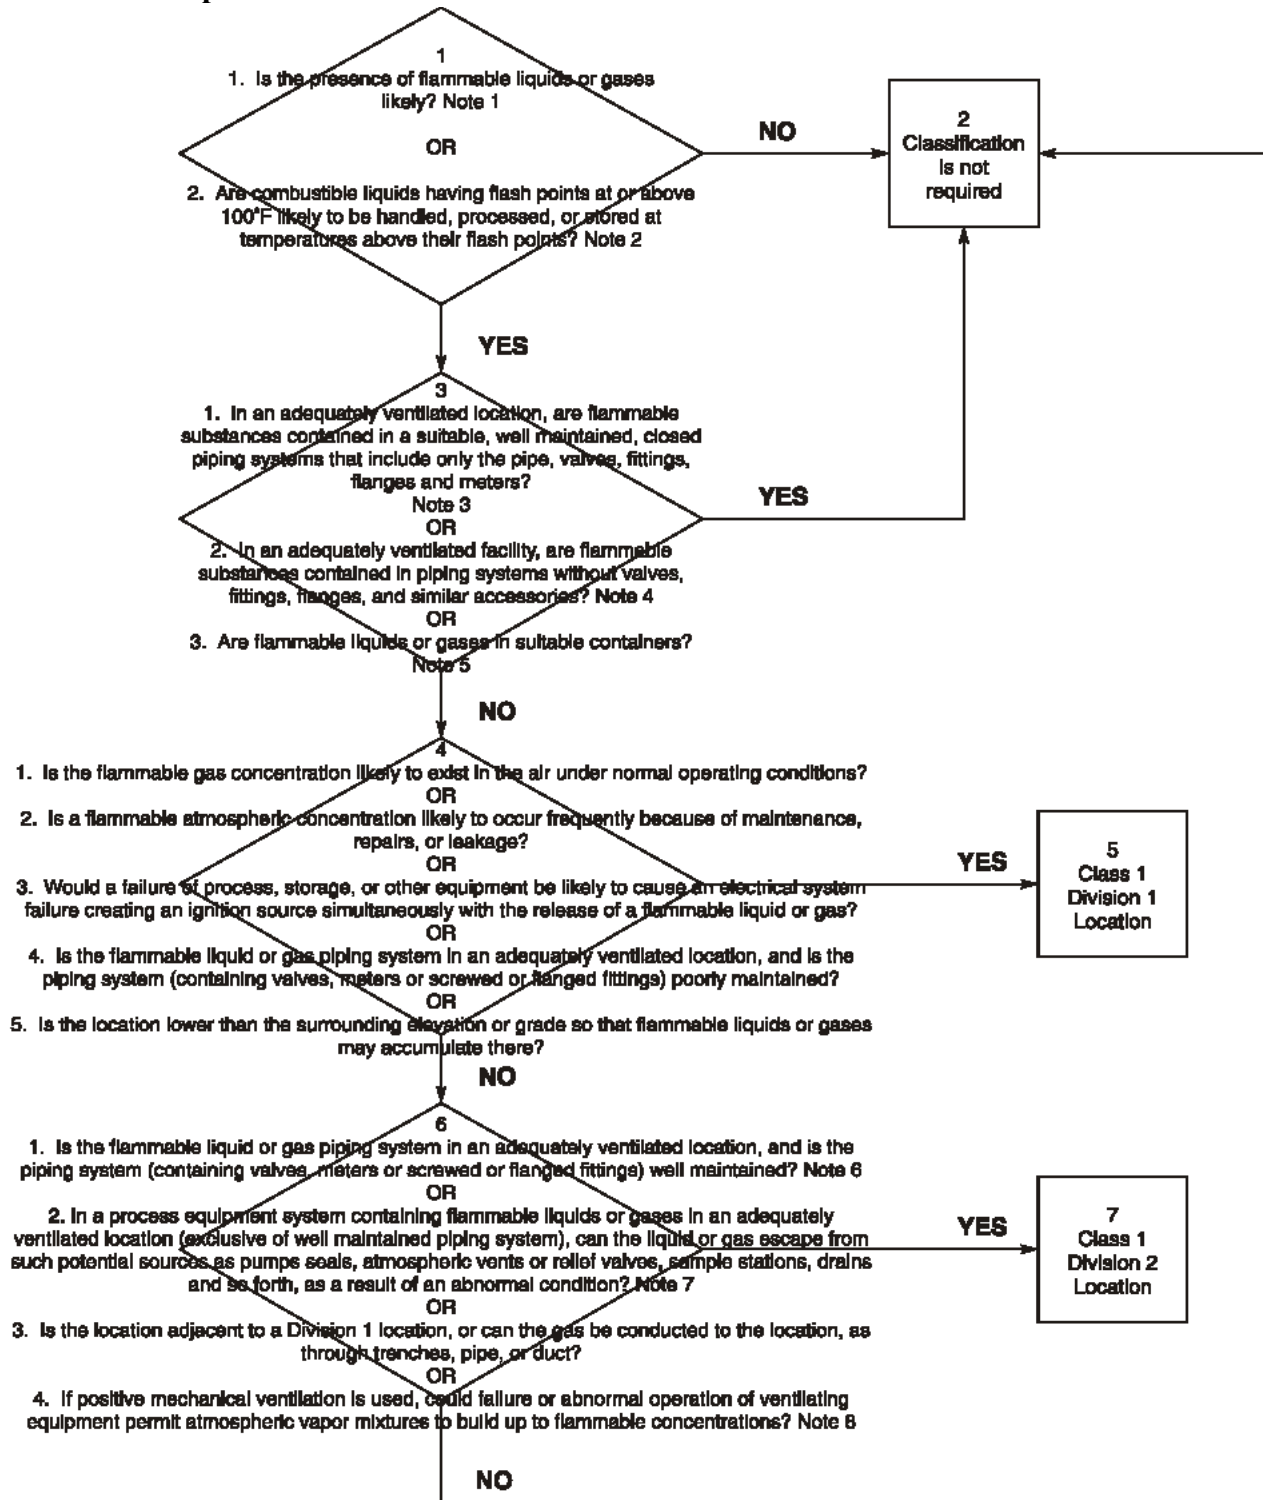 1
1. Is the presence of flammable liquids or gases
likely? Note 1
OR
2. Are combustible liquids having flash points at or above
100°F likely to be handled, processed, or stored at
temperatures above their flash points? Note 2
NO
2
Classification
is not
required
YES
3
1. In an adequately ventilated location, are flammable
substances contained in a suitable, well maintained, closed
piping systems that include only the pipe, valves, fittings,
flanges and meters?
Note 3
OR
2. In an adequately ventilated facility, are flammable
substances contained in piping systems without valves,
fittings, flanges, and similar accessories? Note 4
OR
3. Are flammable liquids or gases in suitable containers?
Note 5
YES
NO
4
1. Is the flammable gas concentration likely to exist in the air under normal operating conditions?
OR
2. Is a flammable atmospheric concentration likely to occur frequently because of maintenance,
repairs, or leakage?
OR
3. Would a failure of process, storage, or other equipment be likely to cause an electrical system
failure creating an ignition source simultaneously with the release of a flammable liquid or gas?
OR
4. Is the flammable liquid or gas piping system in an adequately ventilated location, and is the
piping system (containing valves, meters or screwed or flanged fittings) poorly maintained?
OR
5. Is the location lower than the surrounding elevation or grade so that flammable liquids or gases
may accumulate there?
YES
5
Class 1
Division 1
Location
NO
6
1. Is the flammable liquid or gas piping system in an adequately ventilated location, and is the
piping system (containing valves, meters or screwed or flanged fittings) well maintained? Note 6
OR
2. In a process equipment system containing flammable liquids or gases in an adequately
ventilated location (exclusive of well maintained piping system), can the liquid or gas escape from
such potential sources as pumps seals, atmospheric vents or relief valves, sample stations, drains
and so forth, as a result of an abnormal condition? Note 7
OR
3. Is the location adjacent to a Division 1 location, or can the gas be conducted to the location, as
through trenches, pipe, or duct?
OR
4. If positive mechanical ventilation is used, could failure or abnormal operation of ventilating
equipment permit atmospheric vapor mixtures to build up to flammable concentrations? Note 8
YES
7
Class 1
Division 2
Location
NO